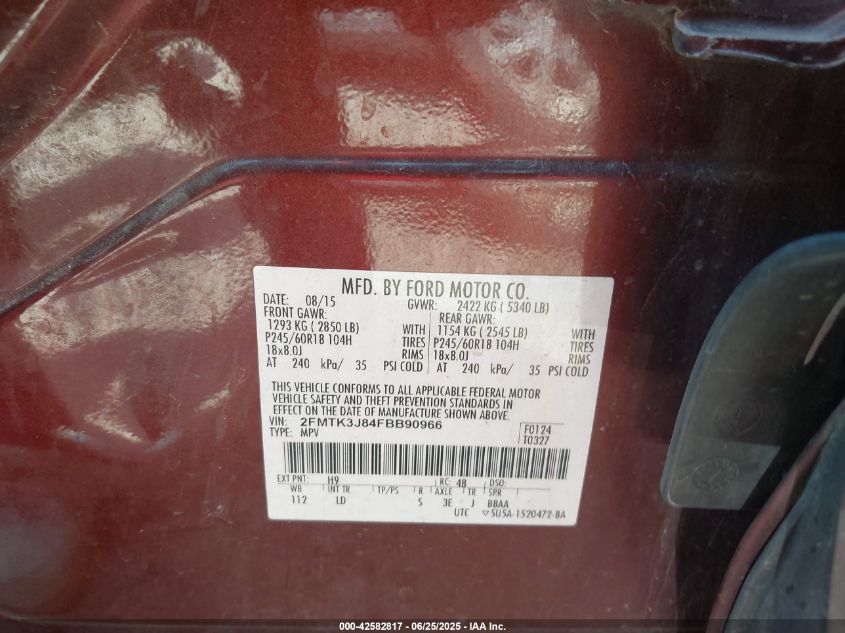 MFD. BY FORD MOTOR CO.
DATE: 08/15 GVWR: 2422 KG ( 5340 LB)
FRONT GAWR: REAR GAWR:
1293 KG ( 2850 LB) WITH 1154 KG ( 2545 LB) WITH
P245/60R18 104H TIRES P245/60R18 104H TIRES
18x8.0J RIMS 18x8.0J RIMS
AT 240 kPa/ 35 PSI COLD AT 240 kPa/ 35 PSI COLD
THIS VEHICLE CONFORMS TO ALL APPLICABLE FEDERAL MOTOR
VEHICLE SAFETY AND THEFT PREVENTION STANDARDS IN
EFFECT ON THE DATE OF MANUFACTURE SHOWN ABOVE.
VIN: 2FMTK3J84FBB90966 F0124
TYPE: MPV T0327
EXT PNT: H9 RC: 48 DSO:
WB INT TR TP/PS R AXLE TR SPR
112 LD S 3E J BBAA
UTC ▽5U5A-1520472-BA
000-42582817 - 06/25/2025 - IAA Inc.